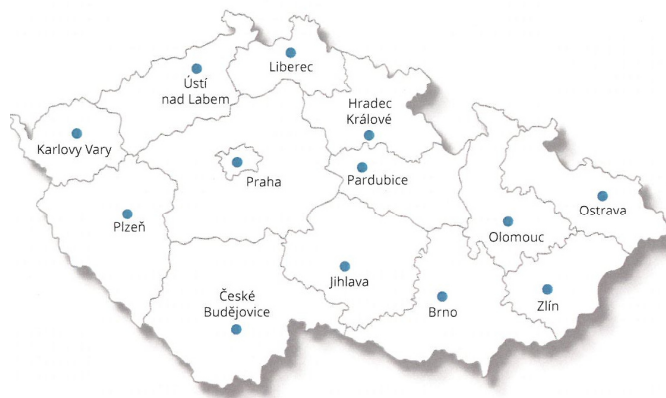 Liberec
Ústí
nad Labem
Hradec
Králové
Karlovy Vary
Praha
Pardubice
Plzeň
Ostrava
Olomouc
Jihlava
České
Budějovice
Brno
Zlín